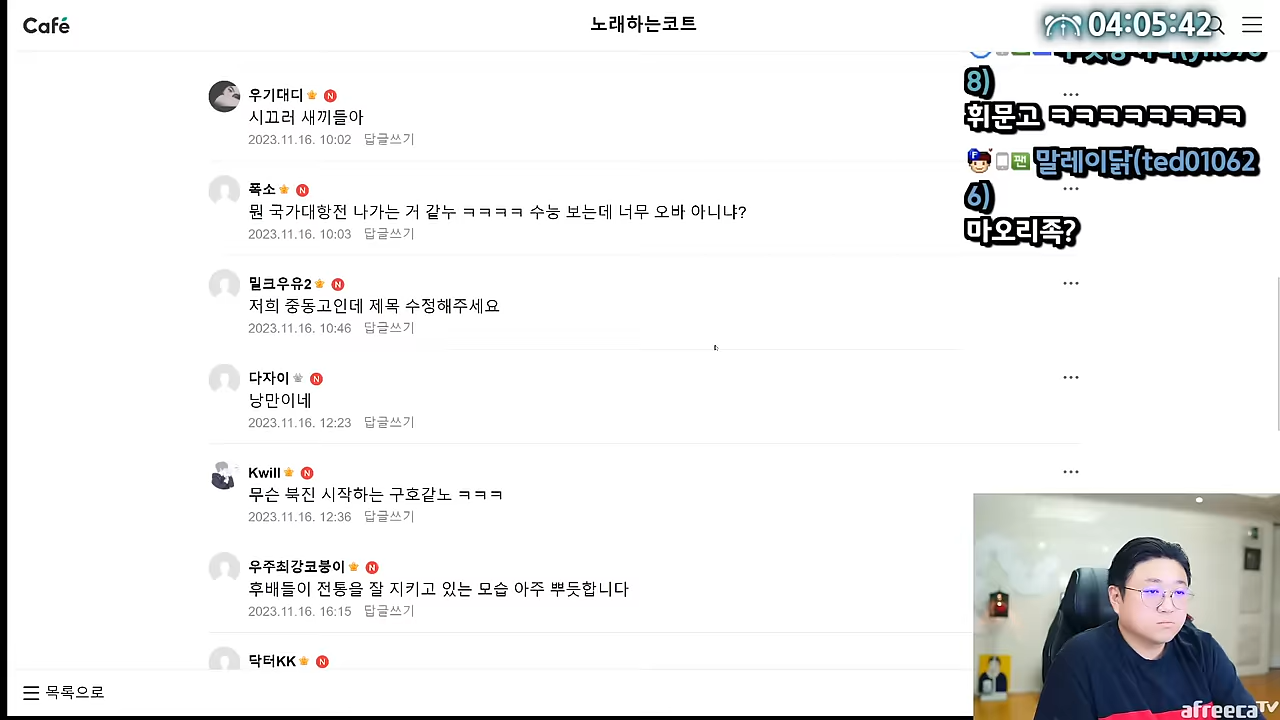 Café
노래하는코트
04:05:42
우기대디
시끄러 새끼들아
2023.11.16. 10:02 답글쓰기
폭소
뭔 국가대항전 나가는 거 같누 ㅋㅋㅋㅋ 수능 보는데 너무 오바 아니냐?
2023.11.16. 10:03 답글쓰기
밀크우유2
저희 중동고인데 제목 수정해주세요
2023.11.16. 10:46 답글쓰기
다자이
낭만이네
2023.11.16. 12:23 답글쓰기
Kwill
무슨 북진 시작하는 구호같노 ㅋㅋㅋ
2023.11.16. 12:36 답글쓰기
우주최강코붕이
후배들이 전통을 잘 지키고 있는 모습 아주 뿌듯합니다
2023.11.16. 16:15 답글쓰기
닥터KK
목록으로
8)
휘문고 ㅋㅋㅋㅋㅋㅋㅋㅋ
팬 말레이닭(ted01062
6)
마오리족?
afreecaTV